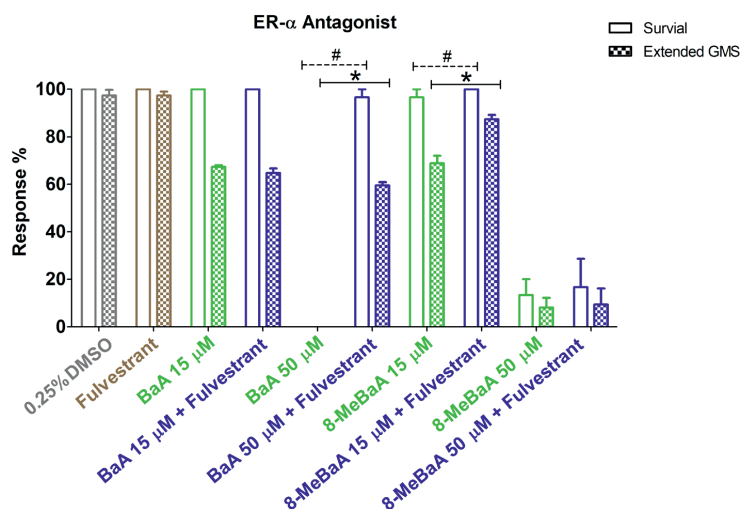 ER-α Antagonist
Survial
Extended GMS
#
*
#
*
Response %
100
80
60
40
20
0
0.25% DMSO
Fulvestrant
BaA 15 μM
BaA 15 μM + Fulvestrant
BaA 50 μM
BaA 50 μM + Fulvestrant
8-MeBaA 15 μM
8-MeBaA 15 μM + Fulvestrant
8-MeBaA 50 μM
8-MeBaA 50 μM + Fulvestrant